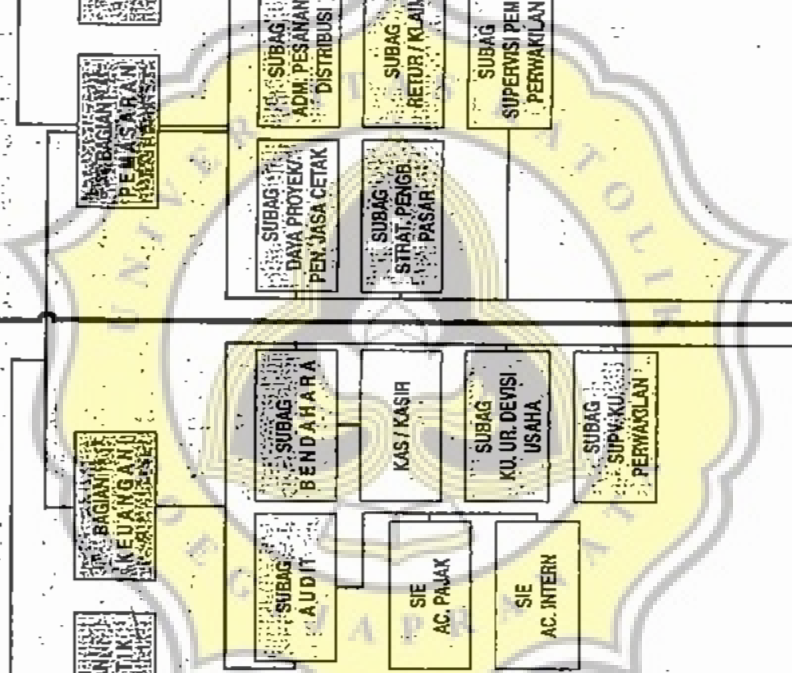 BAGIAN
PEMASARAN
SUBAG
ADM. PESANAN
DISTRIBUSI
SUBAG
RETUR / KLAIM
SUBAG
SUPERVISI PEM
PERWAKILAN
SUBAG
DAYA PROYEK/
PEN. JASA CETAK
SUBAG
STRAT. PENGB.
PASAR
BAGIAN
KEUANGAN
SUBAG
BENDAHARA
KAS / KASIR
SUBAG
KU. UR. DEVISI
USAHA
SUBAG
SUPV. KU.
PERWAKILAN
SUBAG
AUDIT
SIE
AC. PAJAK
SIE
AC. INTERN